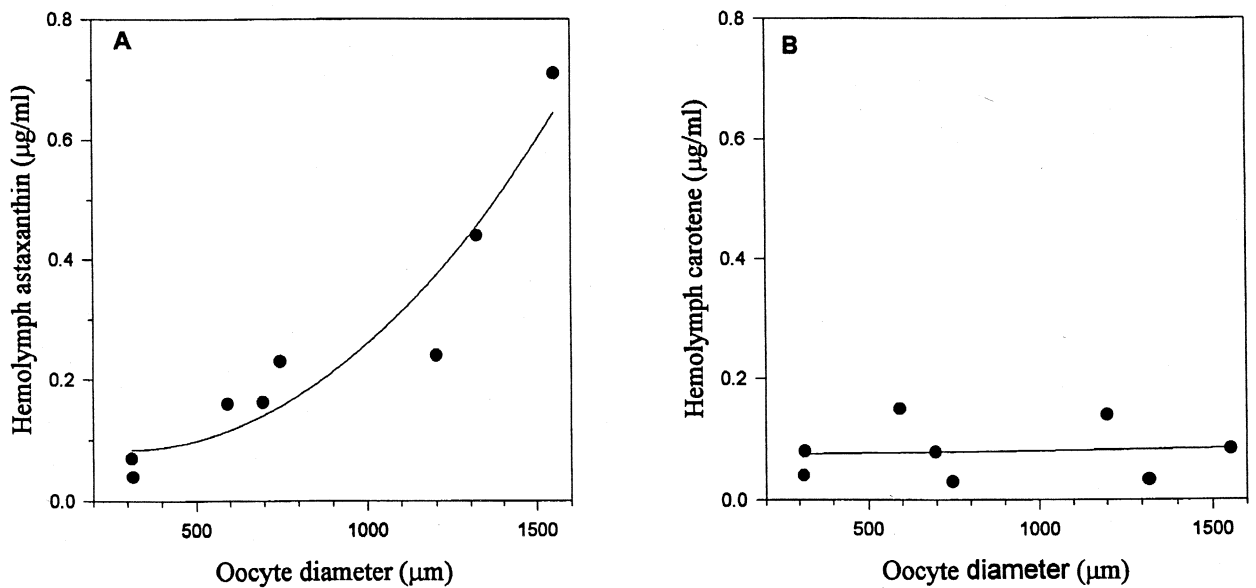 A
Hemolymph astaxanthin (µg/ml)
0.8
0.6
0.4
0.2
0.0
500
1000
1500
Oocyte diameter (µm)
B
Hemolymph carotene (µg/ml)
0.8
0.6
0.4
0.2
0.0
500
1000
1500
Oocyte diameter (µm)